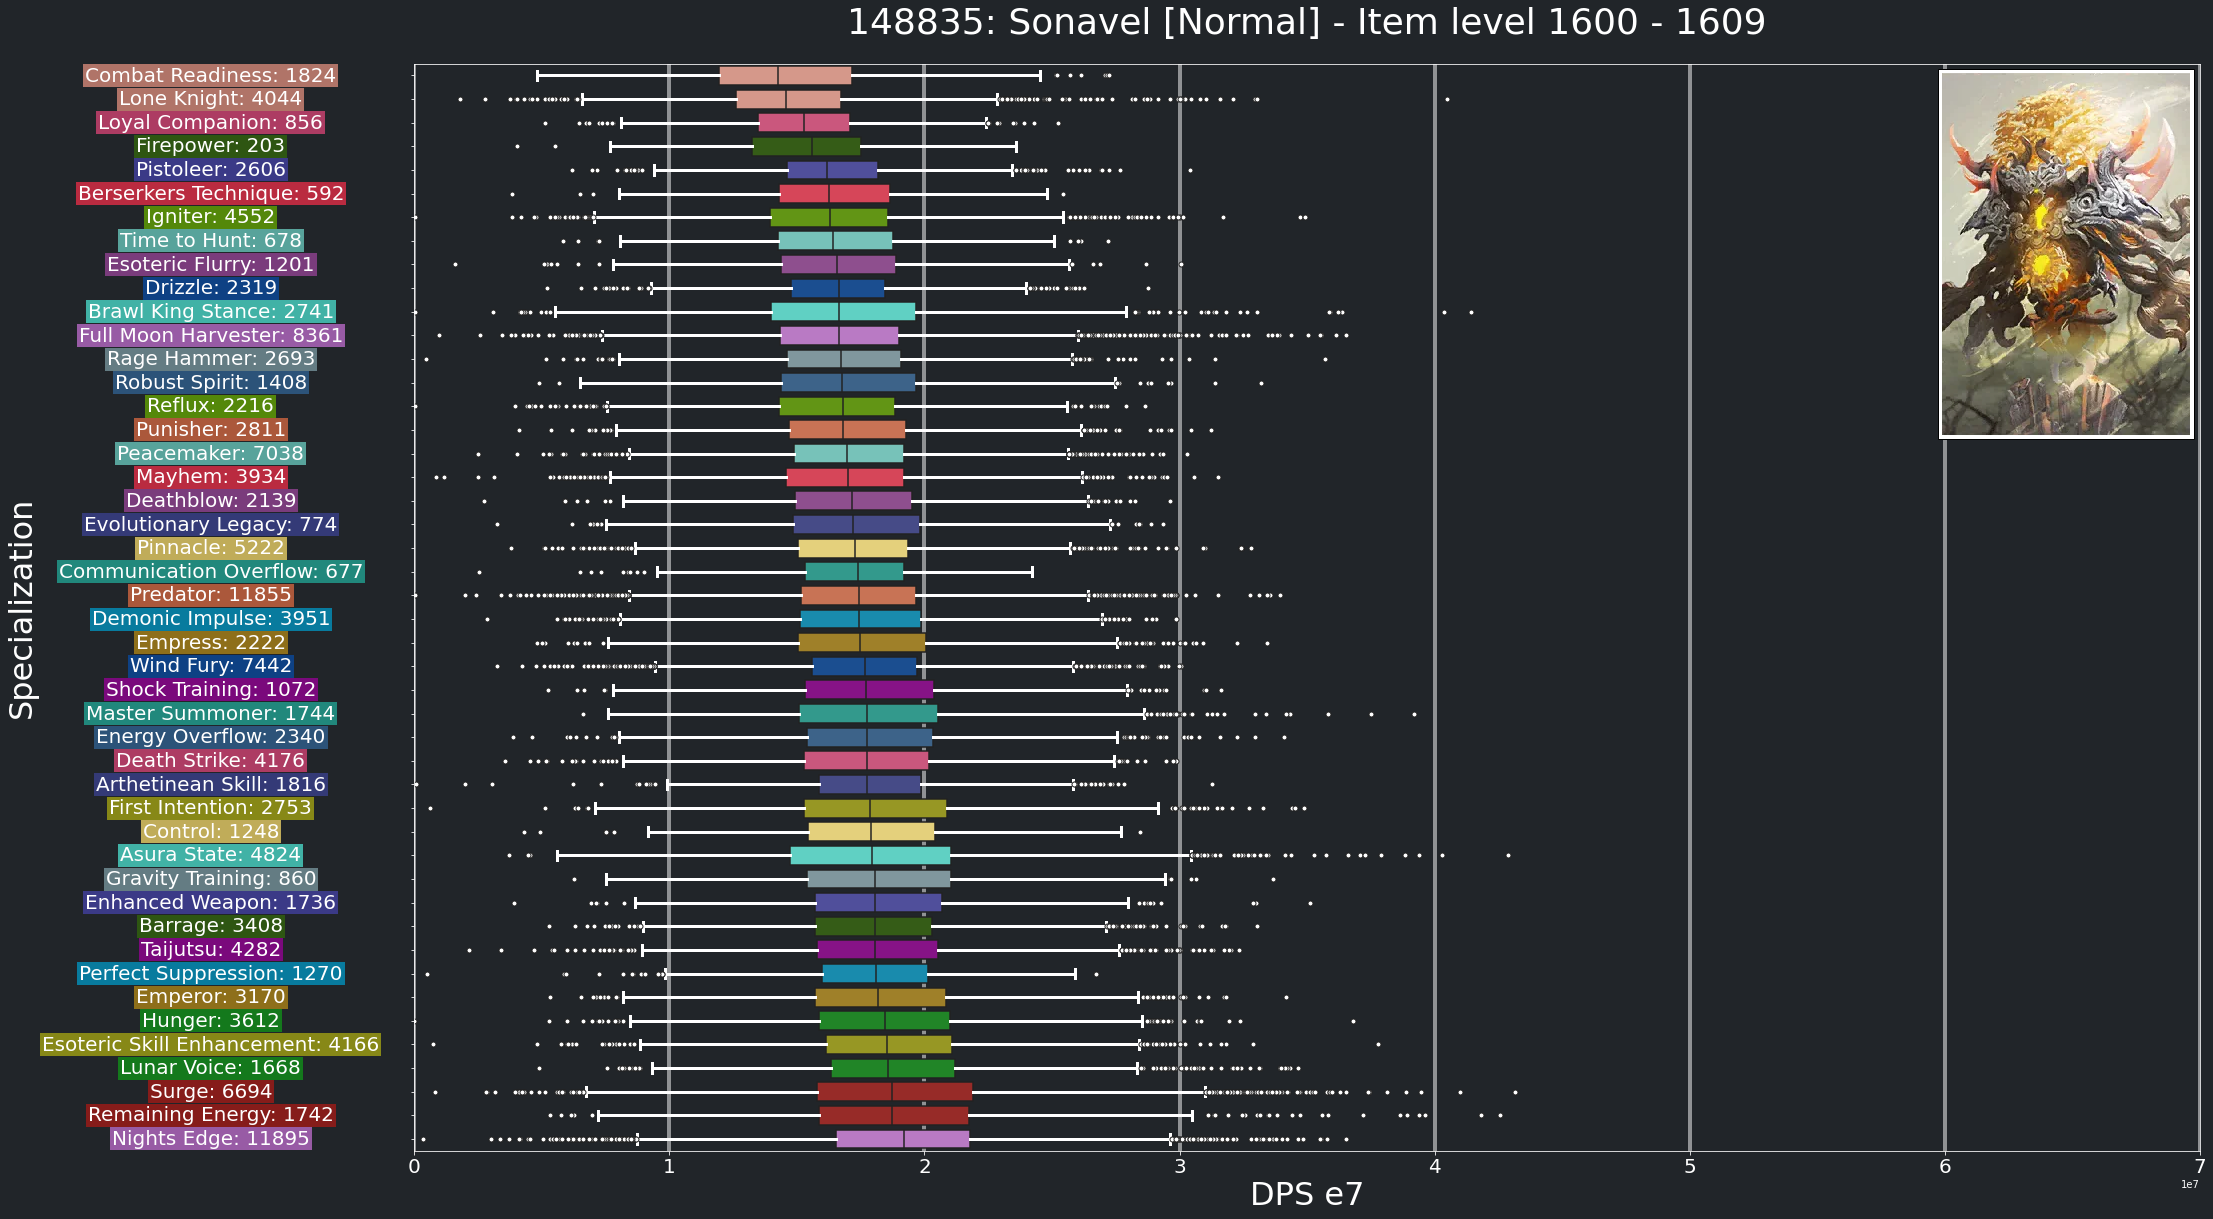 148835: Sonavel [Normal] - Item level 1600 - 1609
Combat Readiness: 1824
Lone Knight: 4044
Loyal Companion: 856
Firepower: 203
Pistoleer: 2606
Berserkers Technique: 592
Igniter: 4552
Time to Hunt: 678
Esoteric Flurry: 1201
Drizzle: 2319
Brawl King Stance: 2741
Full Moon Harvester: 8361
Rage Hammer: 2693
Robust Spirit: 1408
Reflux: 2216
Punisher: 2811
Peacemaker: 7038
Mayhem: 3934
Deathblow: 2139
Evolutionary Legacy: 774
Pinnacle: 5222
Communication Overflow: 677
Predator: 11855
Demonic Impulse: 3951
Empress: 2222
Wind Fury: 7442
Shock Training: 1072
Master Summoner: 1744
Energy Overflow: 2340
Death Strike: 4176
Arthetinean Skill: 1816
First Intention: 2753
Control: 1248
Asura State: 4824
Gravity Training: 860
Enhanced Weapon: 1736
Barrage: 3408
Taijutsu: 4282
Perfect Suppression: 1270
Emperor: 3170
Hunger: 3612
Esoteric Skill Enhancement: 4166
Lunar Voice: 1668
Surge: 6694
Remaining Energy: 1742
Nights Edge: 11895
Specialization
0 1 2 3 4 5 6 7
1e7
DPS e7